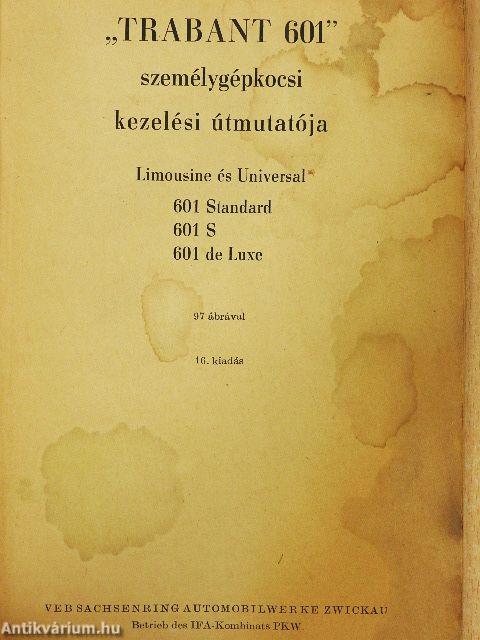 „TRABANT 601”
személygépkocsi
kezelési útmutatója
Limousine és Universal
601 Standard
601 S
601 de Luxe
97 ábrával
16. kiadás
VEB SACHSENRING AUTOMOBILWERKE ZWICKAU
Betrieb des IFA-Kombinats PKW
Antikvárium.hu